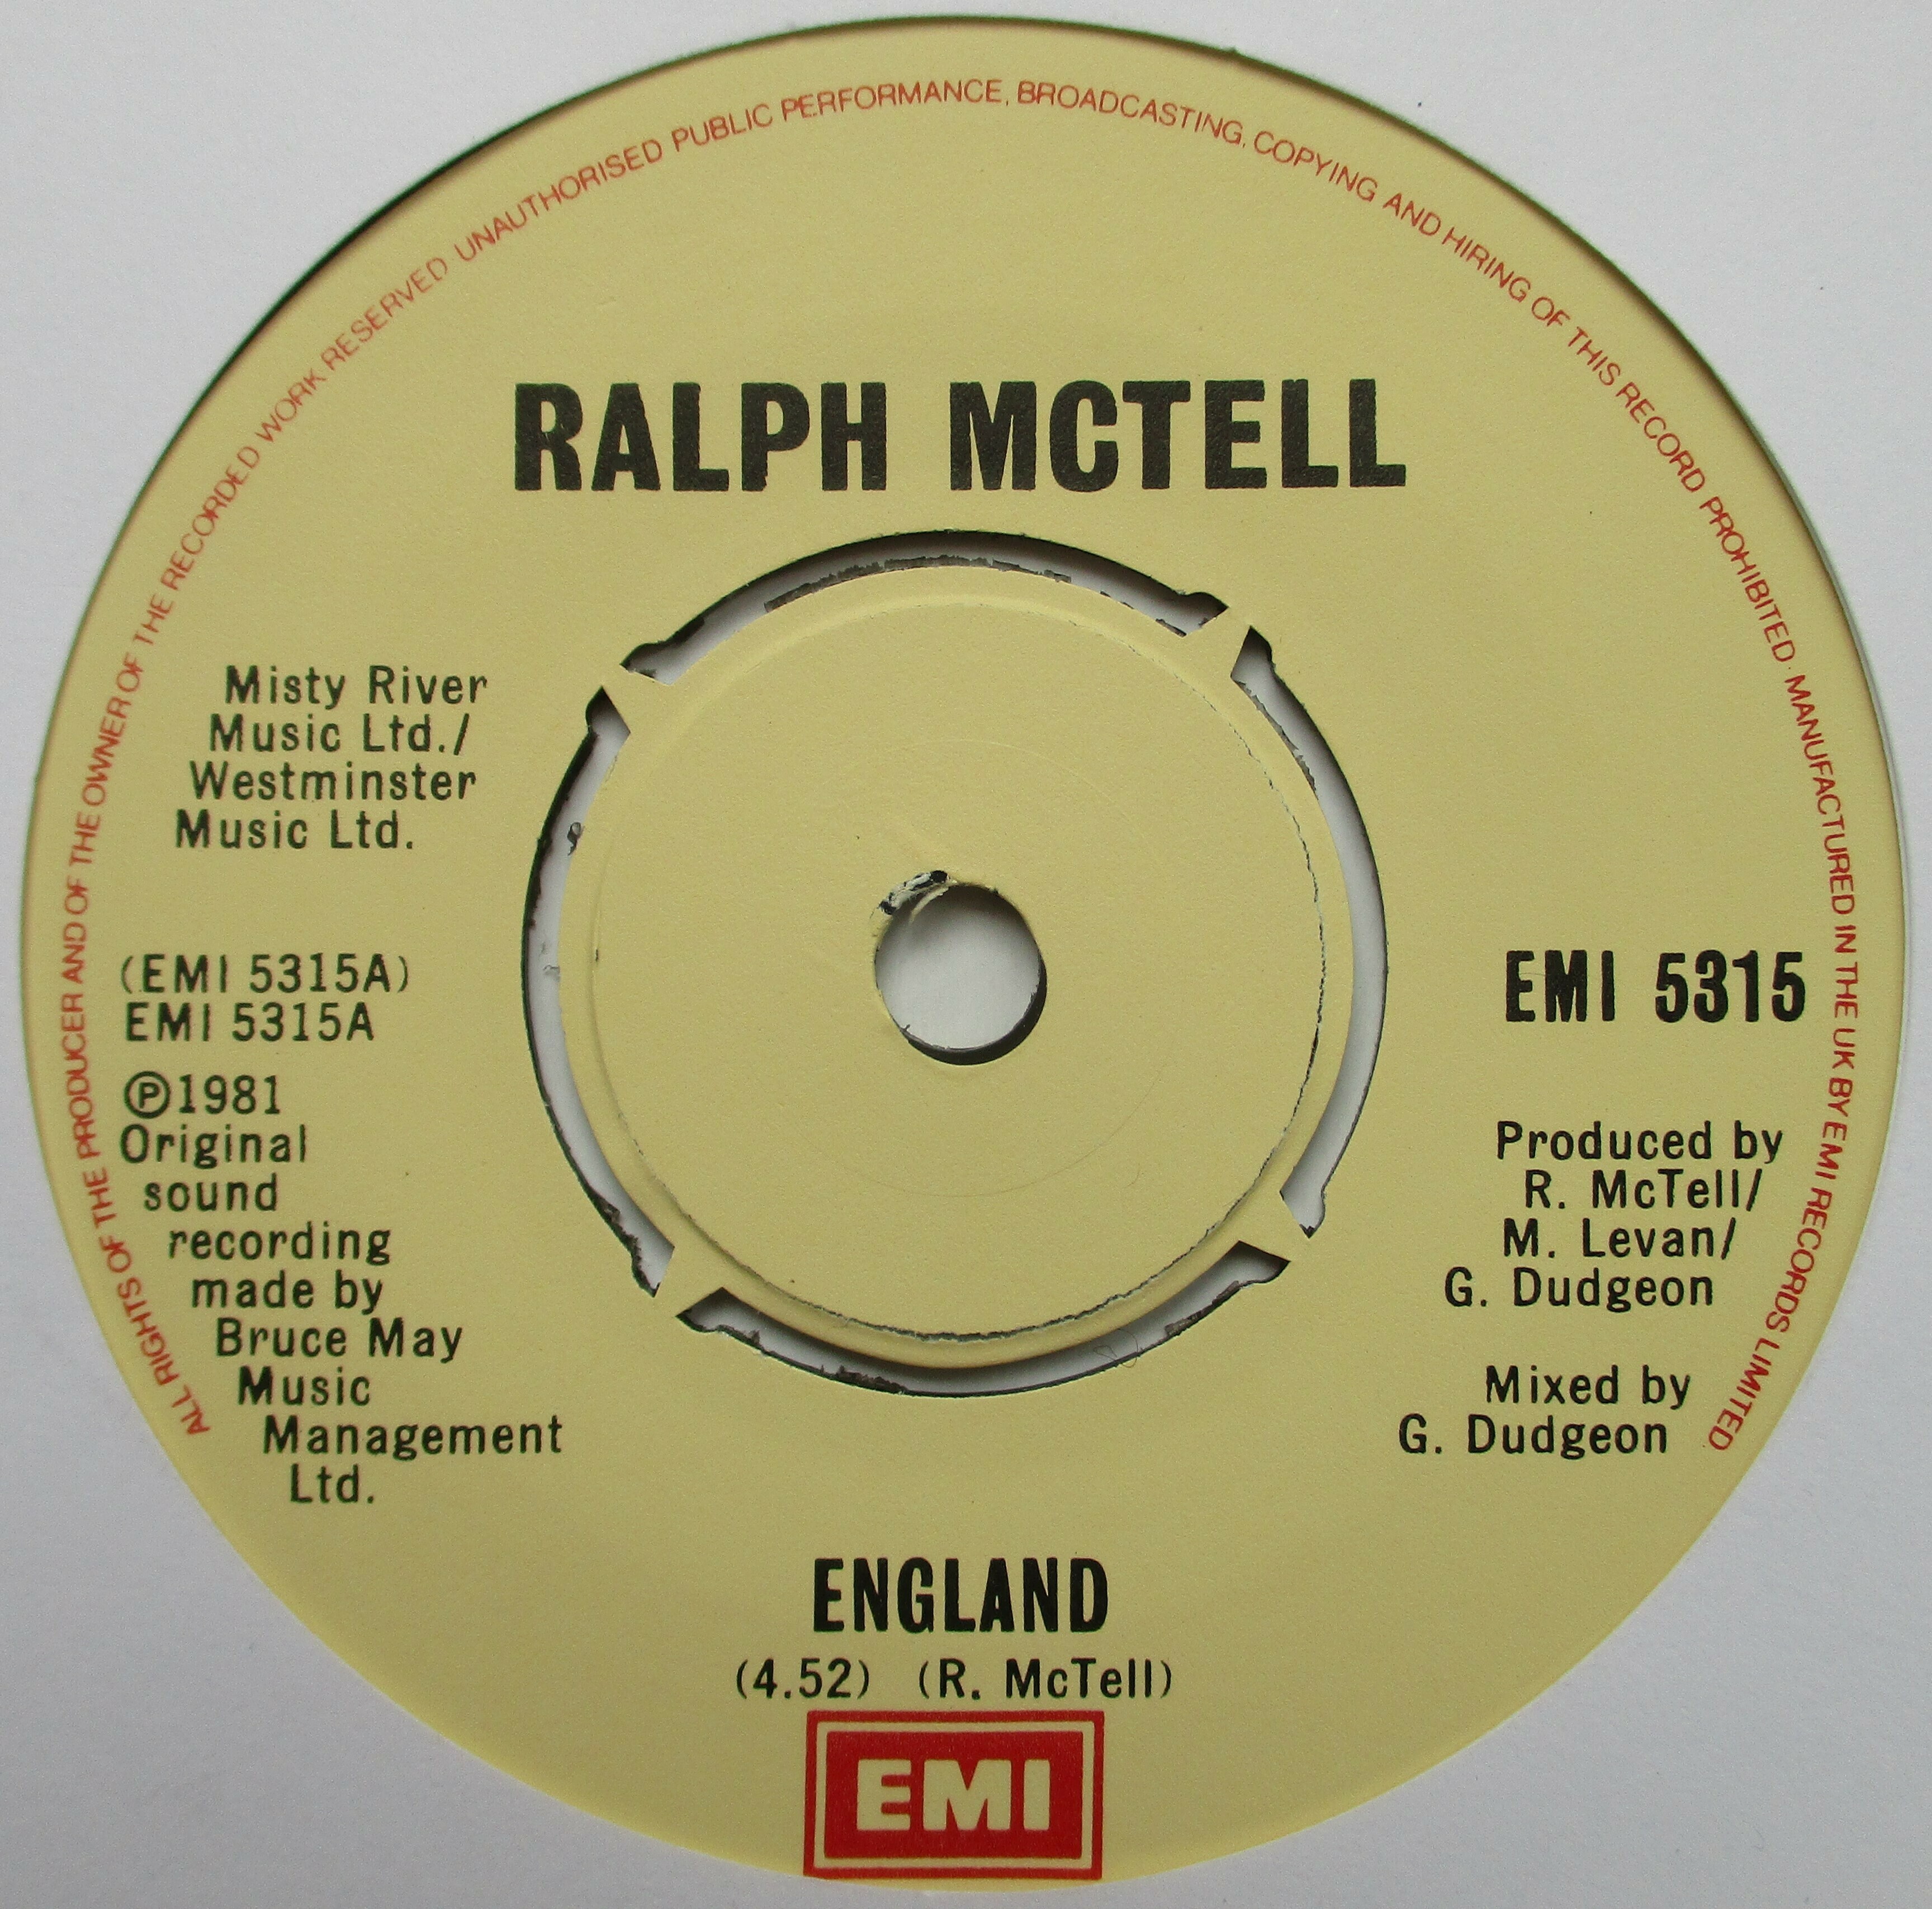 ALL RIGHTS OF THE PRODUCER AND OF THE OWNER OF THE RECORDED WORK RESERVED UNAUTHORISED PUBLIC PERFORMANCE, BROADCASTING, COPYING AND HIRING OF THIS RECORD PROHIBITED · MANUFACTURED IN THE UK BY EMI RECORDS LIMITED
RALPH MCTELL
Misty River
Music Ltd./
Westminster
Music Ltd.
(EMI 5315A)
EMI 5315A
℗1981
Original
sound
recording
made by
Bruce May
Music
Management
Ltd.
EMI 5315
Produced by
R. McTell/
M. Levan/
G. Dudgeon
Mixed by
G. Dudgeon
ENGLAND
(4.52) (R. McTell)
EMI